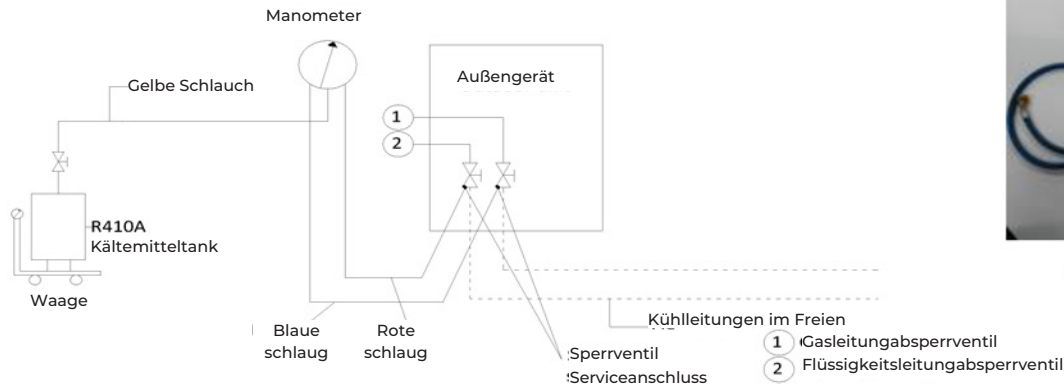 Manometer
Gelbe Schlauch
Außengerät
1
2
R410A
Kältemitteltank
Waage
Blaue
schlaug
Rote
schlaug
Kühlleitungen im Freien
Sperrventil
Serviceanschluss
1 Gasleitungabsperrventil
2 Flüssigkeitsleitungabsperrventil